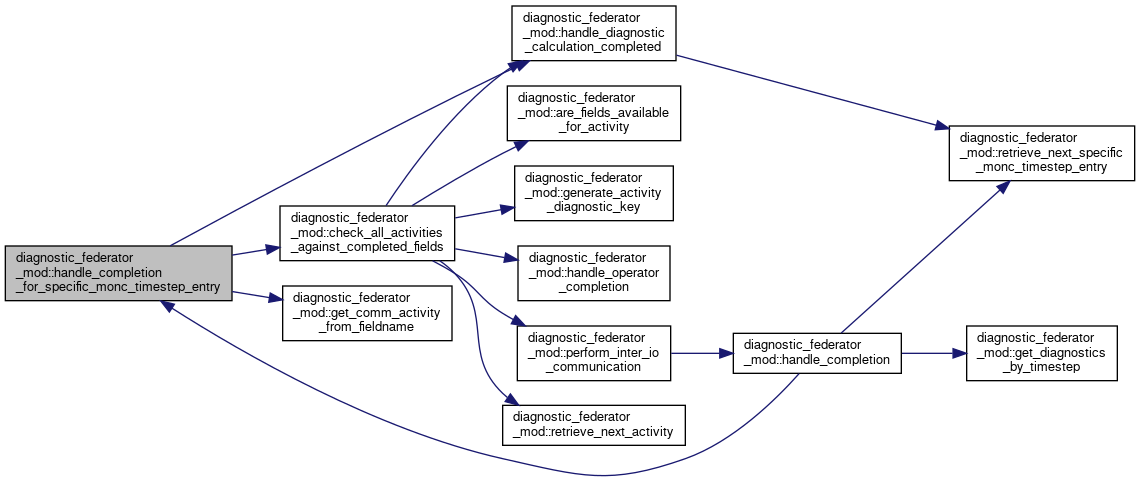 diagnostic_federator
_mod::handle_diagnostic
_calculation_completed
diagnostic_federator
_mod::are_fields_available
_for_activity
diagnostic_federator
_mod::retrieve_next_specific
_monc_timestep_entry
diagnostic_federator
_mod::generate_activity
_diagnostic_key
diagnostic_federator
_mod::check_all_activities
_against_completed_fields
diagnostic_federator
_mod::handle_completion
_for_specific_monc_timestep_entry
diagnostic_federator
_mod::handle_operator
_completion
diagnostic_federator
_mod::get_comm_activity
_from_fieldname
diagnostic_federator
_mod::perform_inter_io
_communication
diagnostic_federator
_mod::handle_completion
diagnostic_federator
_mod::get_diagnostics
_by_timestep
diagnostic_federator
_mod::retrieve_next_activity